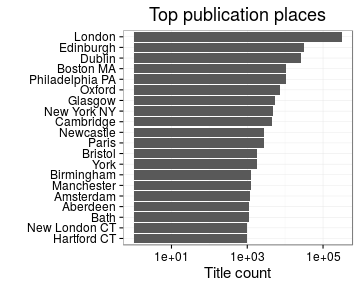 Top publication places
London
Edinburgh
Dublin
Boston MA
Philadelphia PA
Oxford
Glasgow
New York NY
Cambridge
Newcastle
Paris
Bristol
York
Birmingham
Manchester
Amsterdam
Aberdeen
Bath
New London CT
Hartford CT
1e+01 1e+03 1e+05
Title count